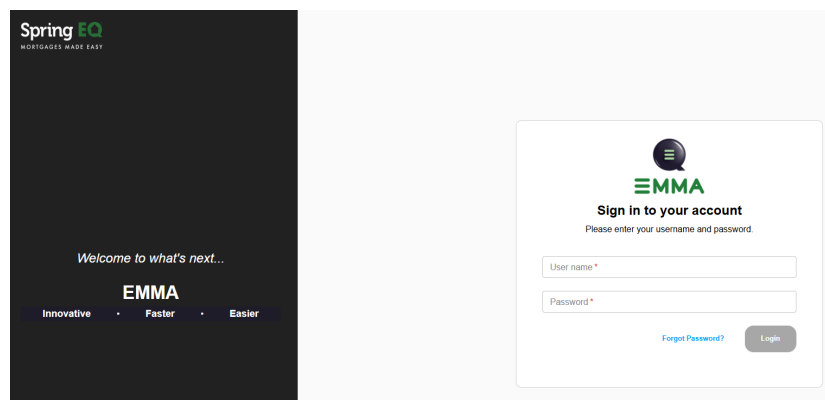 Spring EQ
MORTGAGES MADE EASY
Welcome to what's next...
EMMA
Innovative • Faster • Easier
EMMA
Sign in to your account
Please enter your username and password.
User name *
Password *
Forgot Password? Login